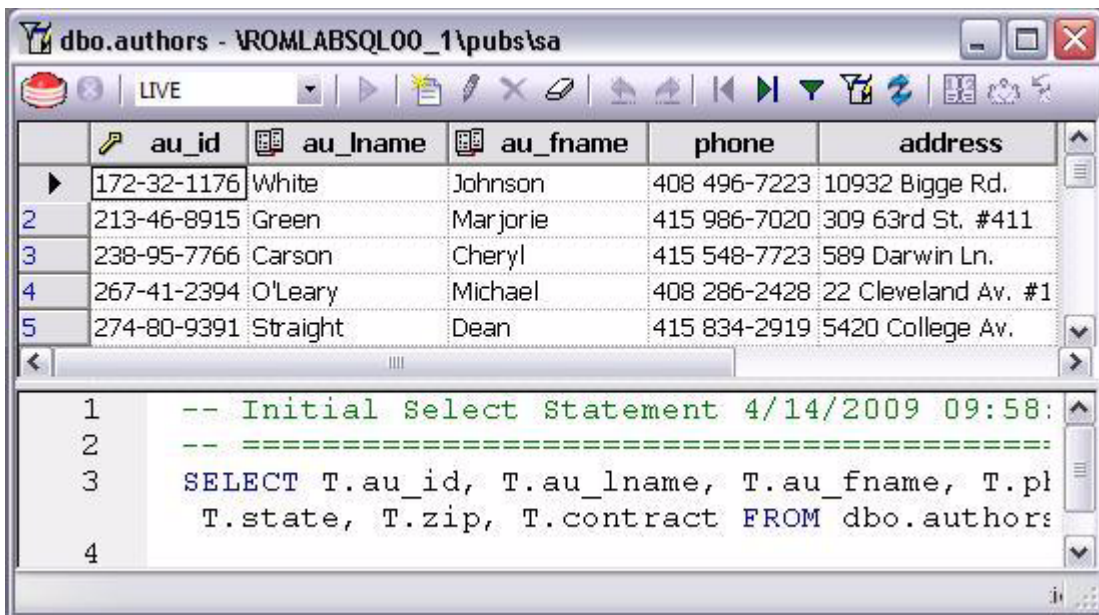 dbo.authors - \ROMLABSQL00_1\pubs\sa
LIVE
au_id au_lname au_fname phone address
172-32-1176 White Johnson 408 496-7223 10932 Bigge Rd.
2 213-46-8915 Green Marjorie 415 986-7020 309 63rd St. #411
3 238-95-7766 Carson Cheryl 415 548-7723 589 Darwin Ln.
4 267-41-2394 O'Leary Michael 408 286-2428 22 Cleveland Av. #1
5 274-80-9391 Straight Dean 415 834-2919 5420 College Av.
1 -- Initial Select Statement 4/14/2009 09:58:
2 -- =============================================
3 SELECT T.au_id, T.au_lname, T.au_fname, T.ph
T.state, T.zip, T.contract FROM dbo.authors
4